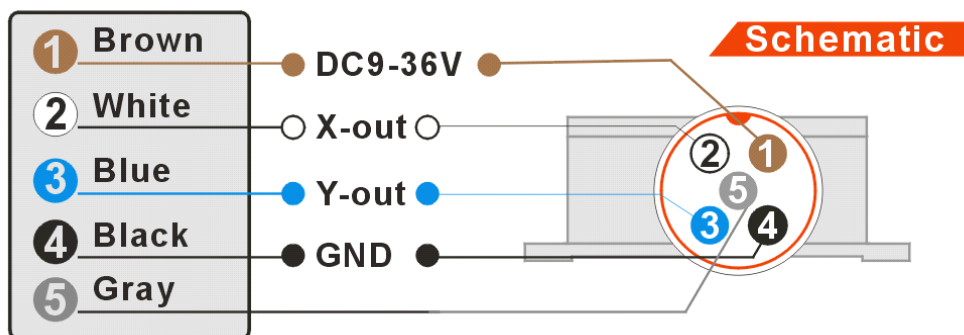 Schematic
1 Brown DC9-36V
2 White X-out
3 Blue Y-out
4 Black GND
5 Gray
2 1
5
3 4